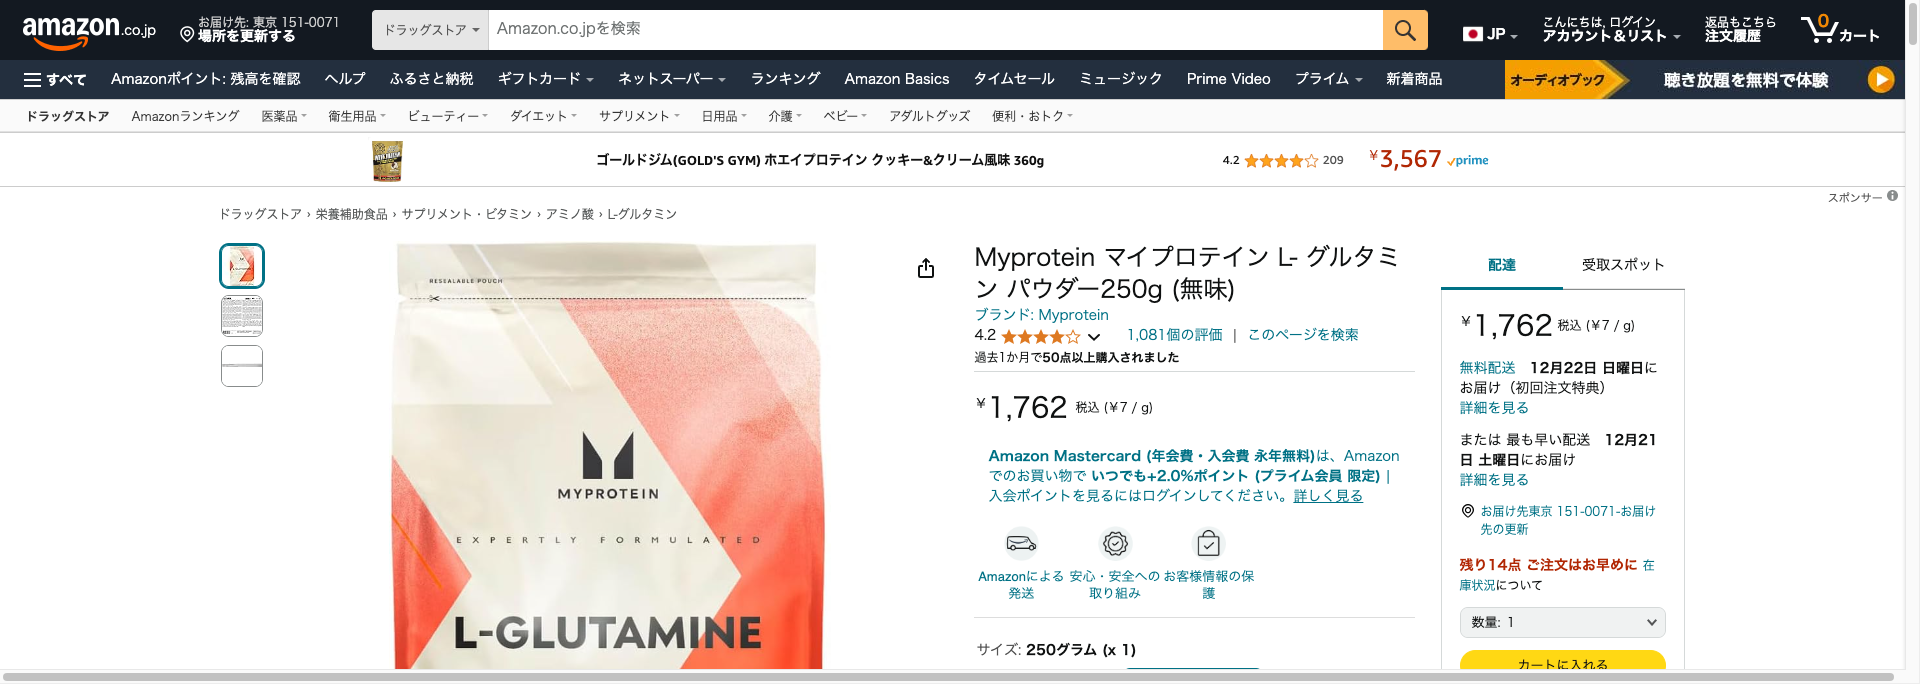 amazon.co.jp
お届け先: 東京 151-0071
場所を更新する
ドラッグストア
Amazon.co.jpを検索
JP
こんにちは, ログイン
アカウント＆リスト
返品もこちら
注文履歴
0
カート
すべて
Amazonポイント: 残高を確認
ヘルプ
ふるさと納税
ギフトカード
ネットスーパー
ランキング
Amazon Basics
タイムセール
ミュージック
Prime Video
プライム
新着商品
オーディオブック
聴き放題を無料で体験
ドラッグストア
Amazonランキング
医薬品
衛生用品
ビューティー
ダイエット
サプリメント
日用品
介護
ベビー
アダルトグッズ
便利・おトク
ゴールドジム(GOLD'S GYM) ホエイプロテイン クッキー&クリーム風味 360g
4.2
209
¥3,567
prime
スポンサー
ドラッグストア › 栄養補助食品 › サプリメント・ビタミン › アミノ酸 › L-グルタミン
RESEALABLE POUCH
MYPROTEIN
EXPERTLY FORMULATED
L-GLUTAMINE
Myprotein マイプロテイン L- グルタミ
ン パウダー250g (無味)
ブランド: Myprotein
4.2
1,081個の評価 | このページを検索
過去1か月で50点以上購入されました
¥1,762 税込 (¥7 / g)
Amazon Mastercard (年会費・入会費 永年無料)は、Amazon
でのお買い物で いつでも+2.0%ポイント (プライム会員 限定) |
入会ポイントを見るにはログインしてください。詳しく見る
Amazonによる
発送
安心・安全への
取り組み
お客様情報の保
護
サイズ: 250グラム (x 1)
配達
受取スポット
¥1,762 税込 (¥7 / g)
無料配送 12月22日 日曜日に
お届け（初回注文特典）
詳細を見る
または 最も早い配送 12月21
日 土曜日にお届け
詳細を見る
お届け先東京 151-0071-お届け
先の更新
残り14点 ご注文はお早めに 在
庫状況について
数量: 1
カートに入れる